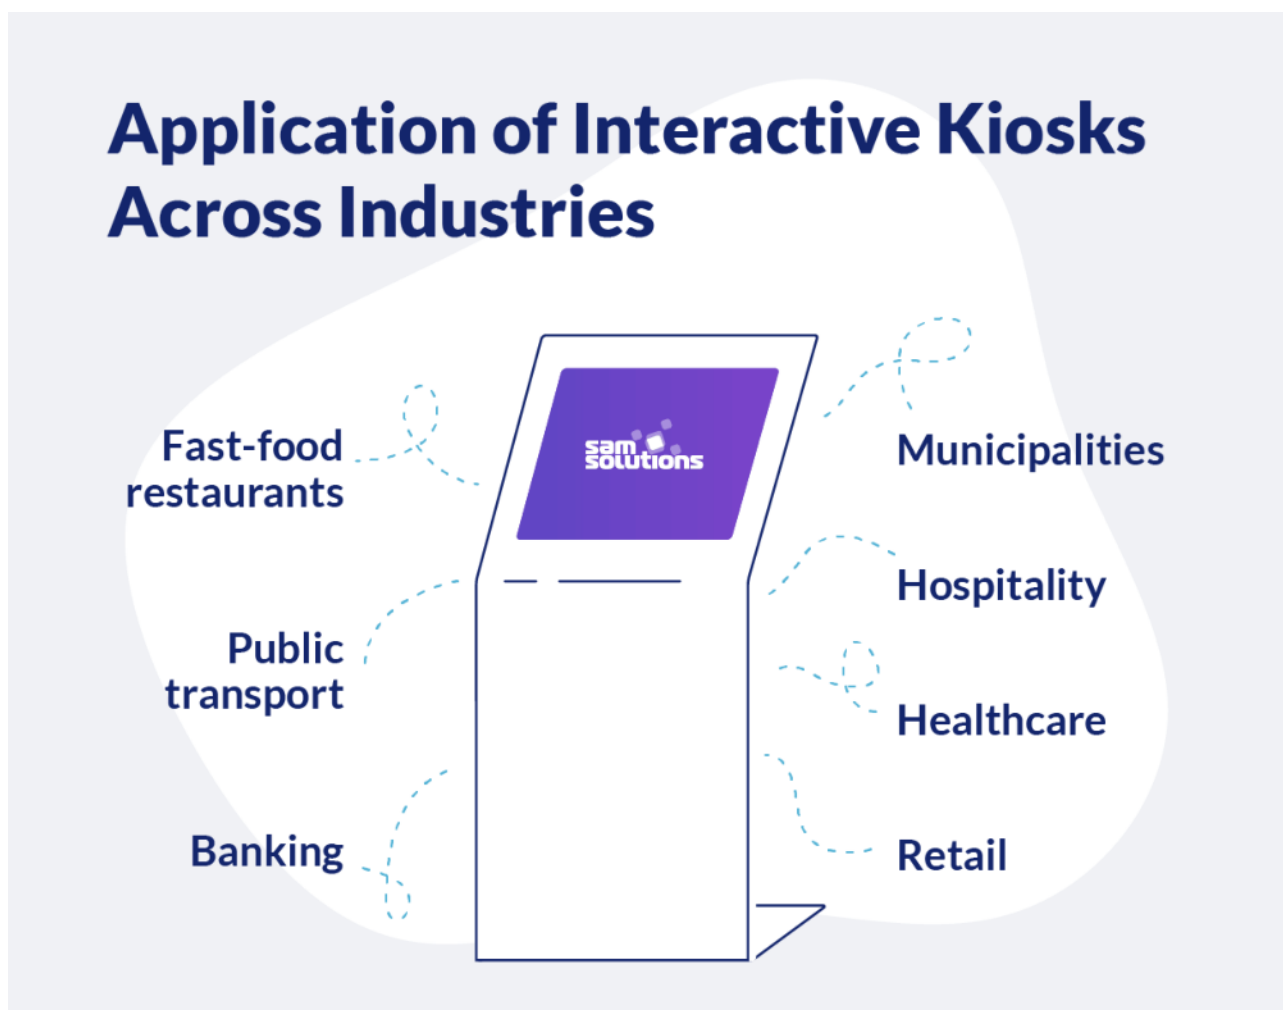 Application of Interactive Kiosks
Across Industries
sam
solutions
Fast-food
restaurants
Public
transport
Banking
Municipalities
Hospitality
Healthcare
Retail